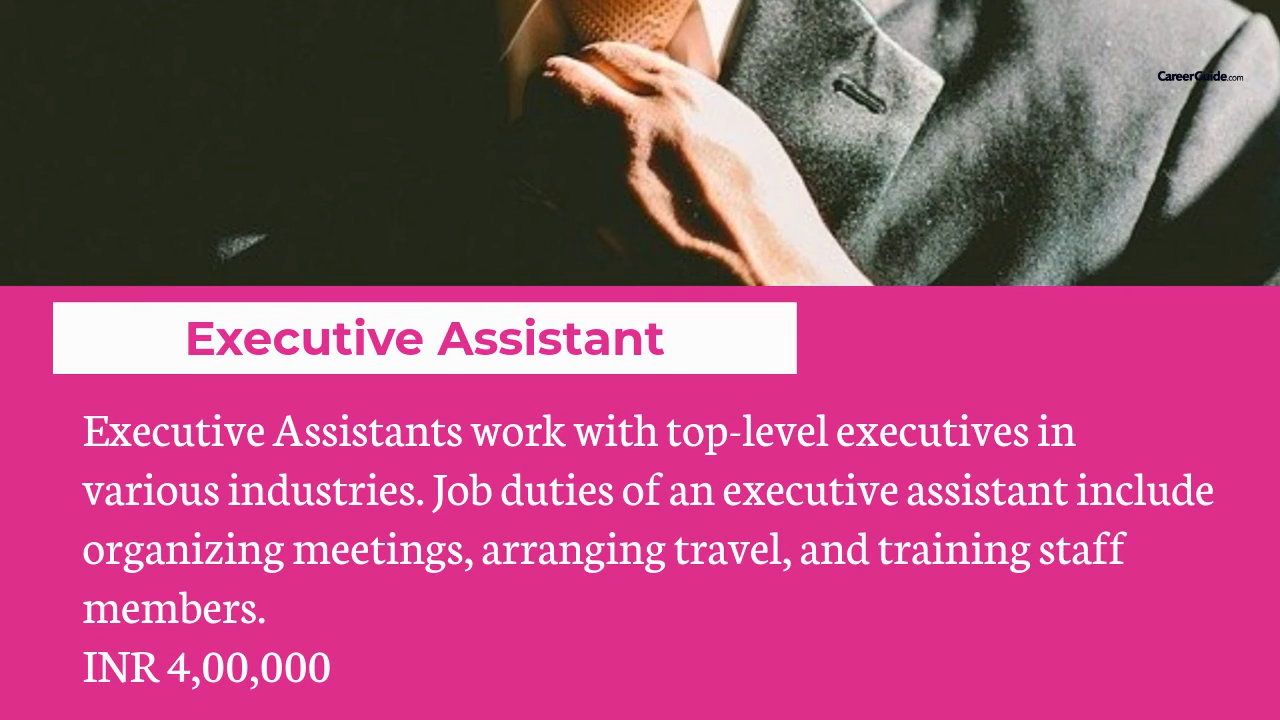 CareerGuide.com
Executive Assistant
Executive Assistants work with top-level executives in
various industries. Job duties of an executive assistant include
organizing meetings, arranging travel, and training staff
members.
INR 4,00,000